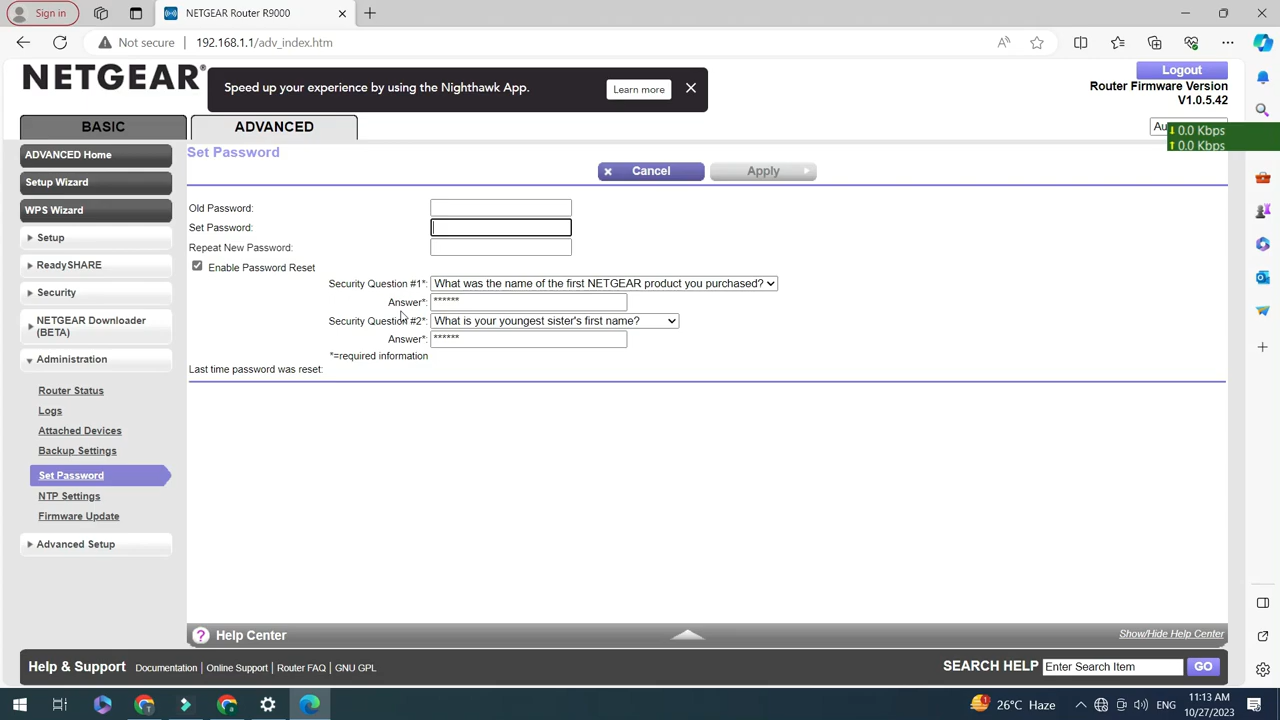 Sign in
NETGEAR Router R9000
Not secure
192.168.1.1/adv_index.htm
NETGEAR®
Speed up your experience by using the Nighthawk App.
Learn more
Logout
Router Firmware Version
V1.0.5.42
BASIC
ADVANCED
Au
0.0 Kbps
0.0 Kbps
ADVANCED Home
Setup Wizard
WPS Wizard
Setup
ReadySHARE
Security
NETGEAR Downloader
(BETA)
Administration
Router Status
Logs
Attached Devices
Backup Settings
Set Password
NTP Settings
Firmware Update
Advanced Setup
Set Password
Cancel
Apply
Old Password:
Set Password:
Repeat New Password:
Enable Password Reset
Security Question #1*: What was the name of the first NETGEAR product you purchased?
Answer*: ******
Security Question #2*: What is your youngest sister's first name?
Answer*: ******
*=required information
Last time password was reset:
? Help Center
Show/Hide Help Center
Help & Support Documentation | Online Support | Router FAQ | GNU GPL
SEARCH HELP Enter Search Item GO
26°C Haze
ENG
11:13 AM
10/27/2023